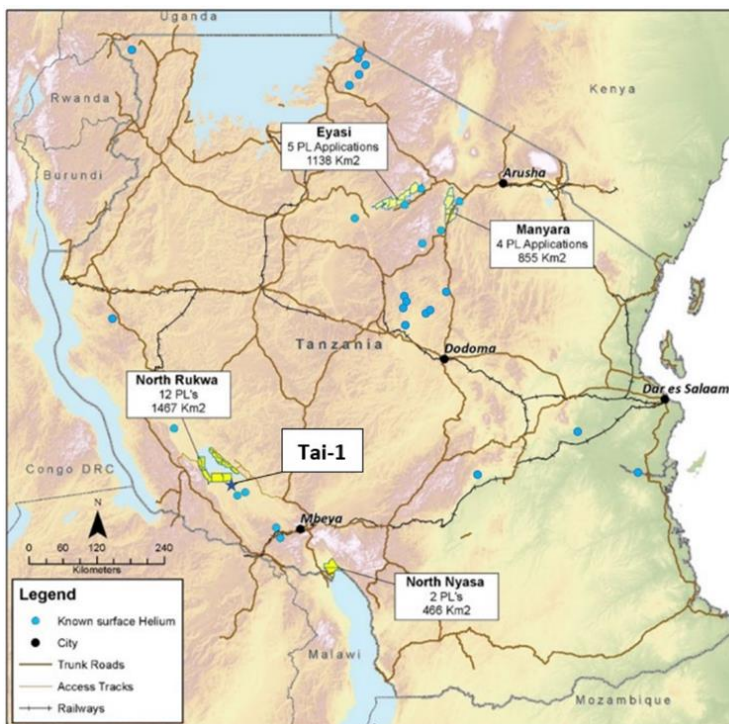 Uganda
Rwanda
Kenya
Eyasi
5 PL Applications
1138 Km2
Burundi
Arusha
Manyara
4 PL Applications
855 Km2
Tanzania
Dodoma
North Rukwa
12 PL's
1467 Km2
Dar es Salaam
Tai-1
Congo DRC
N
Mbeya
0 60 120 240
Kilometers
North Nyasa
2 PL's
466 Km2
Legend
Known surface Helium
City
Trunk Roads
Access Tracks
Railways
Malawi
Mozambique